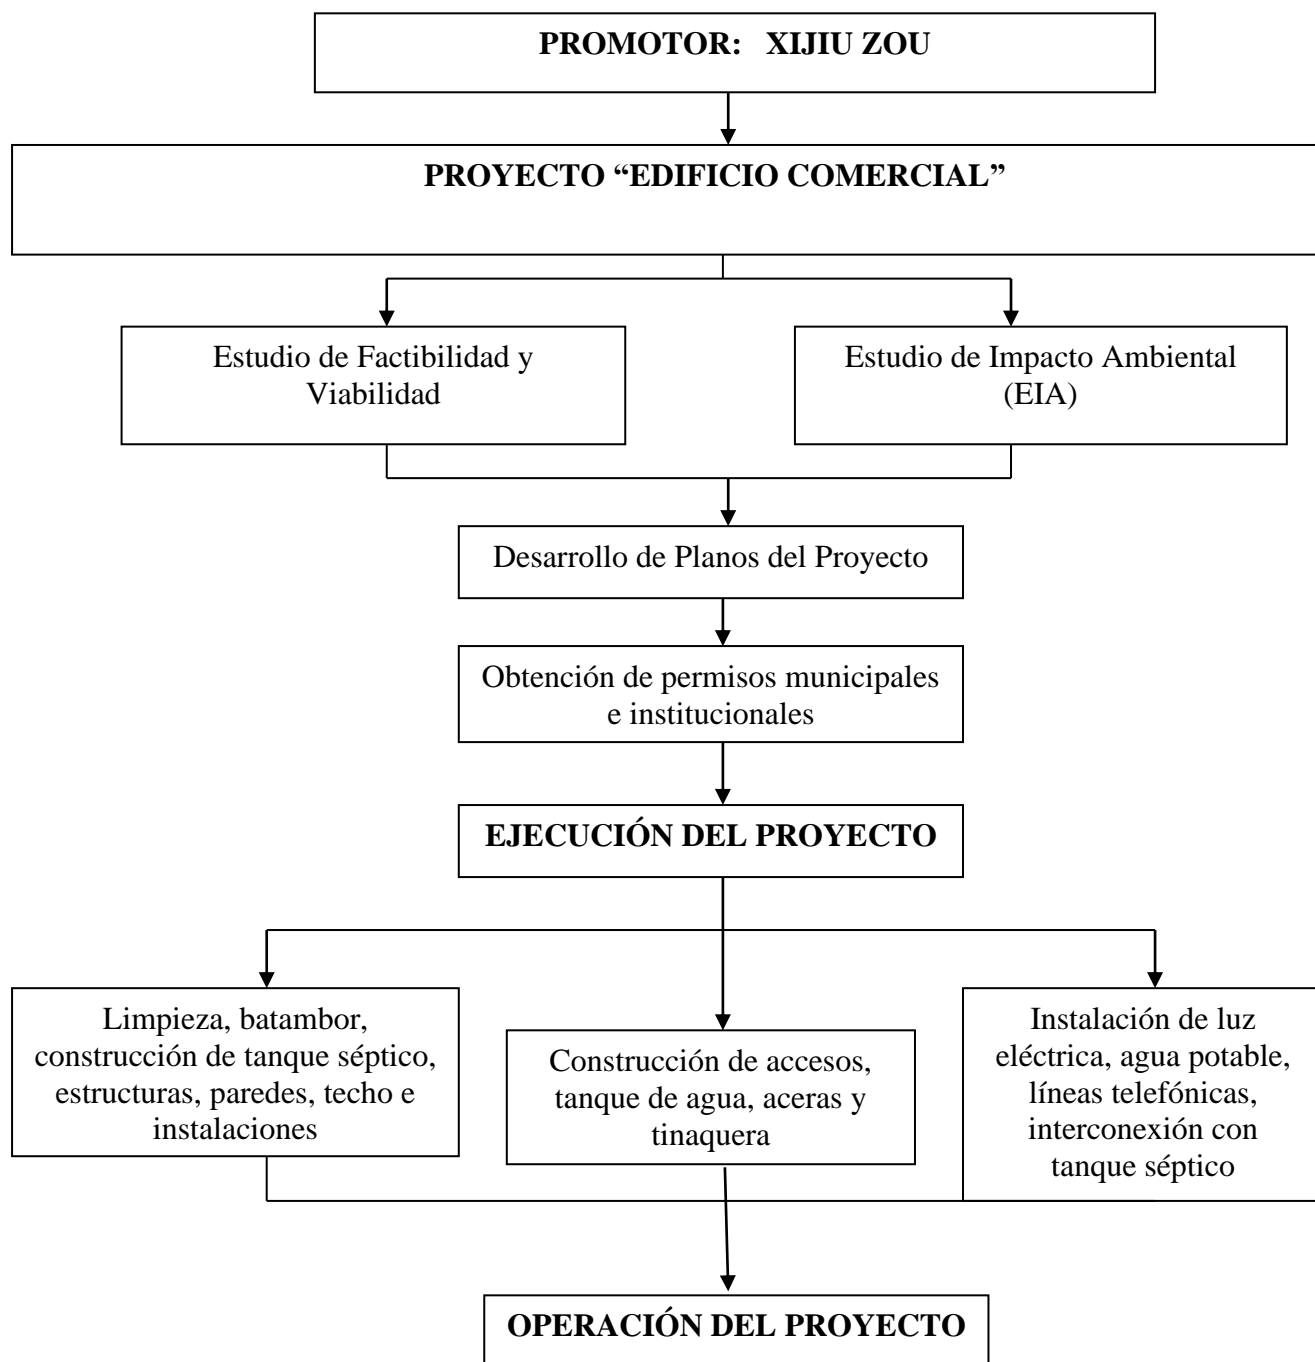 PROMOTOR: XIJIU ZOU
PROYECTO “EDIFICIO COMERCIAL”
Estudio de Factibilidad y
Viabilidad
Estudio de Impacto Ambiental
(EIA)
Desarrollo de Planos del Proyecto
Obtención de permisos municipales
e institucionales
EJECUCIÓN DEL PROYECTO
Limpieza, batambor,
construcción de tanque séptico,
estructuras, paredes, techo e
instalaciones
Construcción de accesos,
tanque de agua, aceras y
tinaquera
Instalación de luz
eléctrica, agua potable,
líneas telefónicas,
interconexión con
tanque séptico
OPERACIÓN DEL PROYECTO